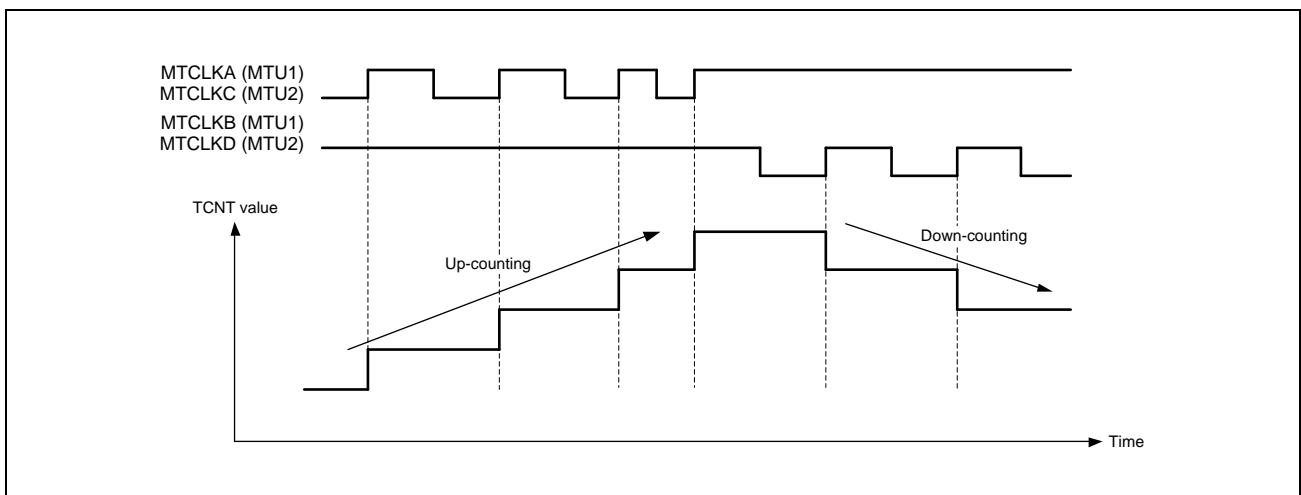 MTCLKA (MTU1)
MTCLKC (MTU2)
MTCLKB (MTU1)
MTCLKD (MTU2)
TCNT value
Up-counting
Down-counting
Time